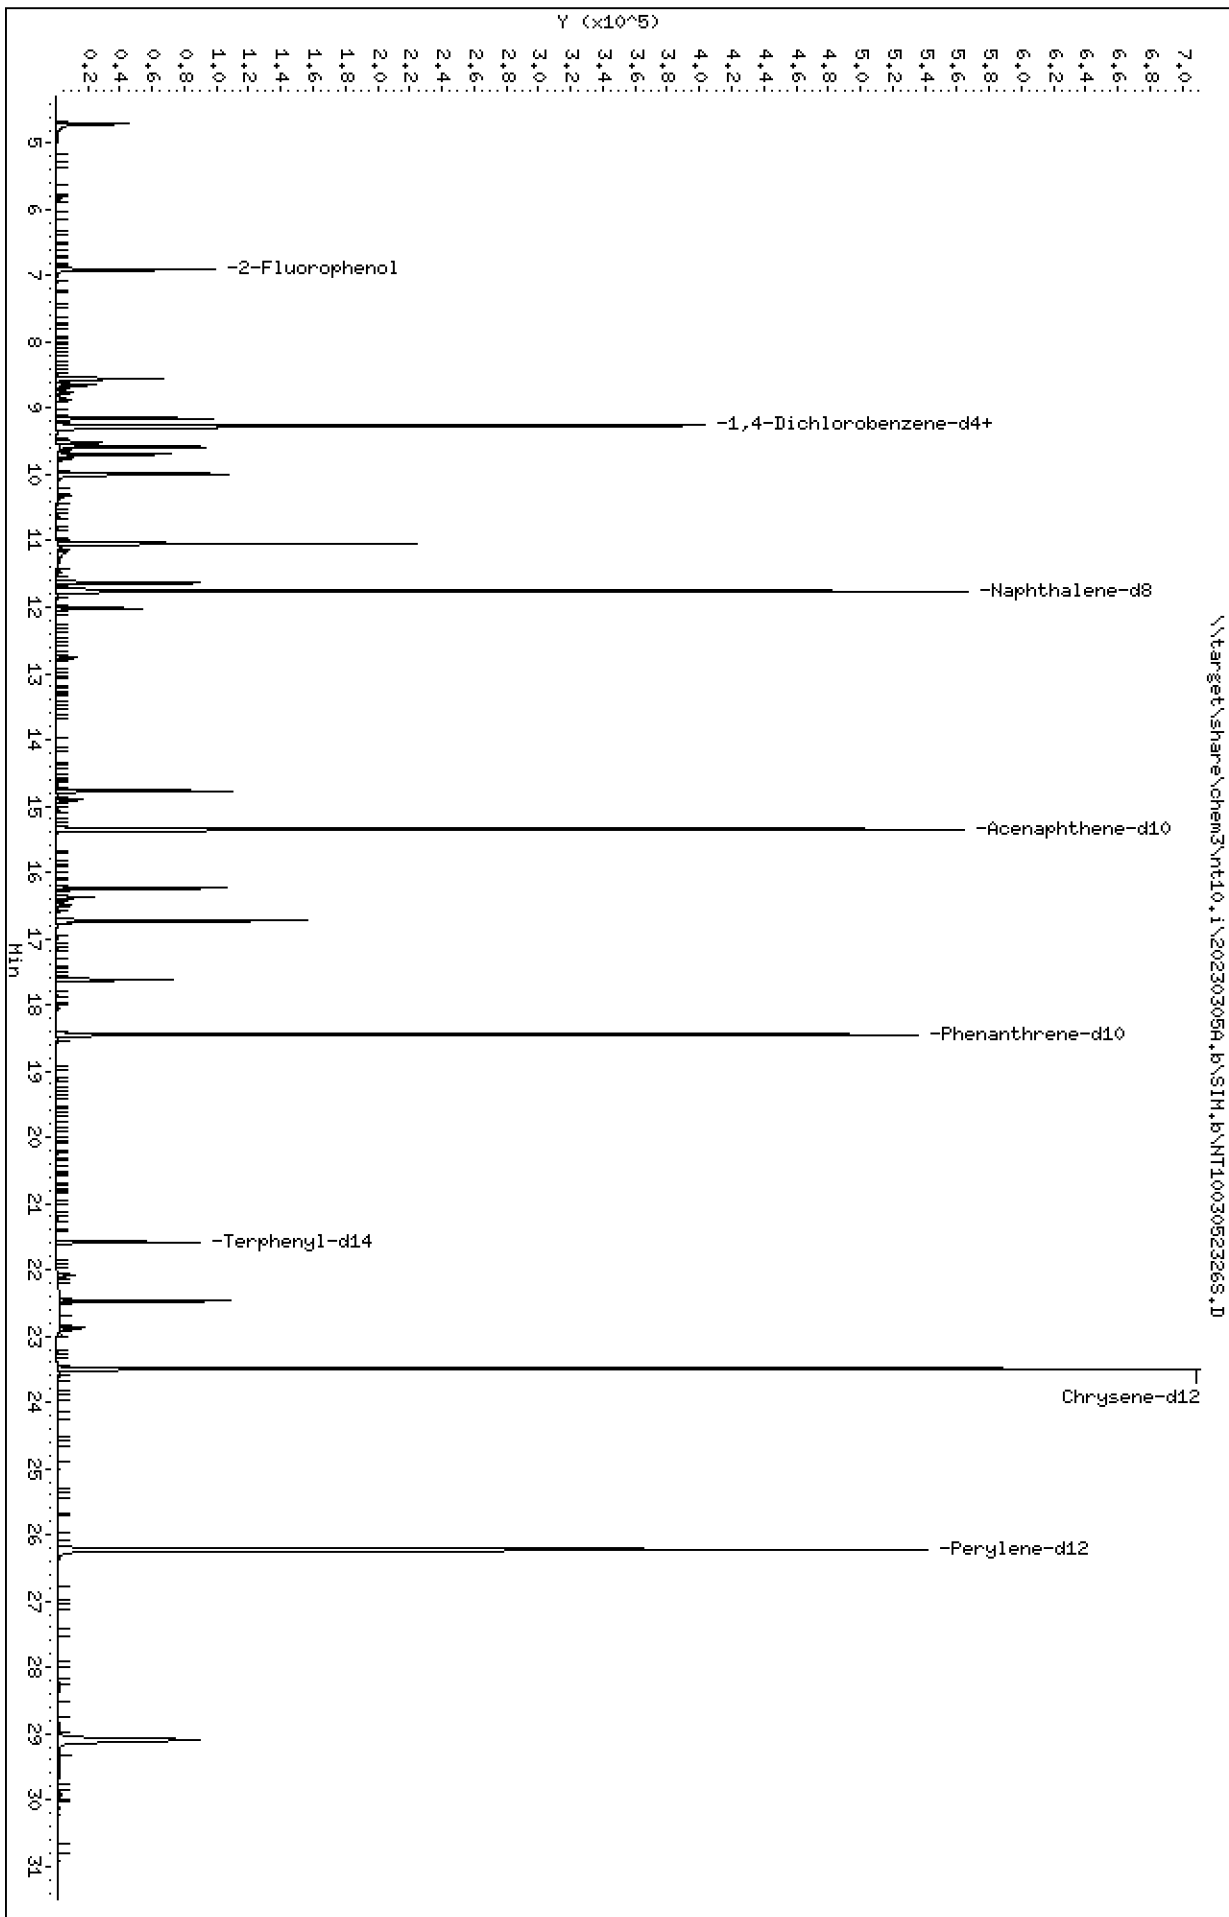 \\target\share\chem3\nt10.i\20230305A.b\SIM.b\NT1003052326S.D
Y (x10^5)
7.0
6.8
6.6
6.4
6.2
6.0
5.8
5.6
5.4
5.2
5.0
4.8
4.6
4.4
4.2
4.0
3.8
3.6
3.4
3.2
3.0
2.8
2.6
2.4
2.2
2.0
1.8
1.6
1.4
1.2
1.0
0.8
0.6
0.4
0.2
-2-Fluorophenol
-1,4-Dichlorobenzene-d4+
-Naphthalene-d8
-Acenaphthene-d10
-Phenanthrene-d10
-Terphenyl-d14
Chrysene-d12
-Perylene-d12
5 6 7 8 9 10 11 12 13 14 15 16 17 18 19 20 21 22 23 24 25 26 27 28 29 30 31
Min